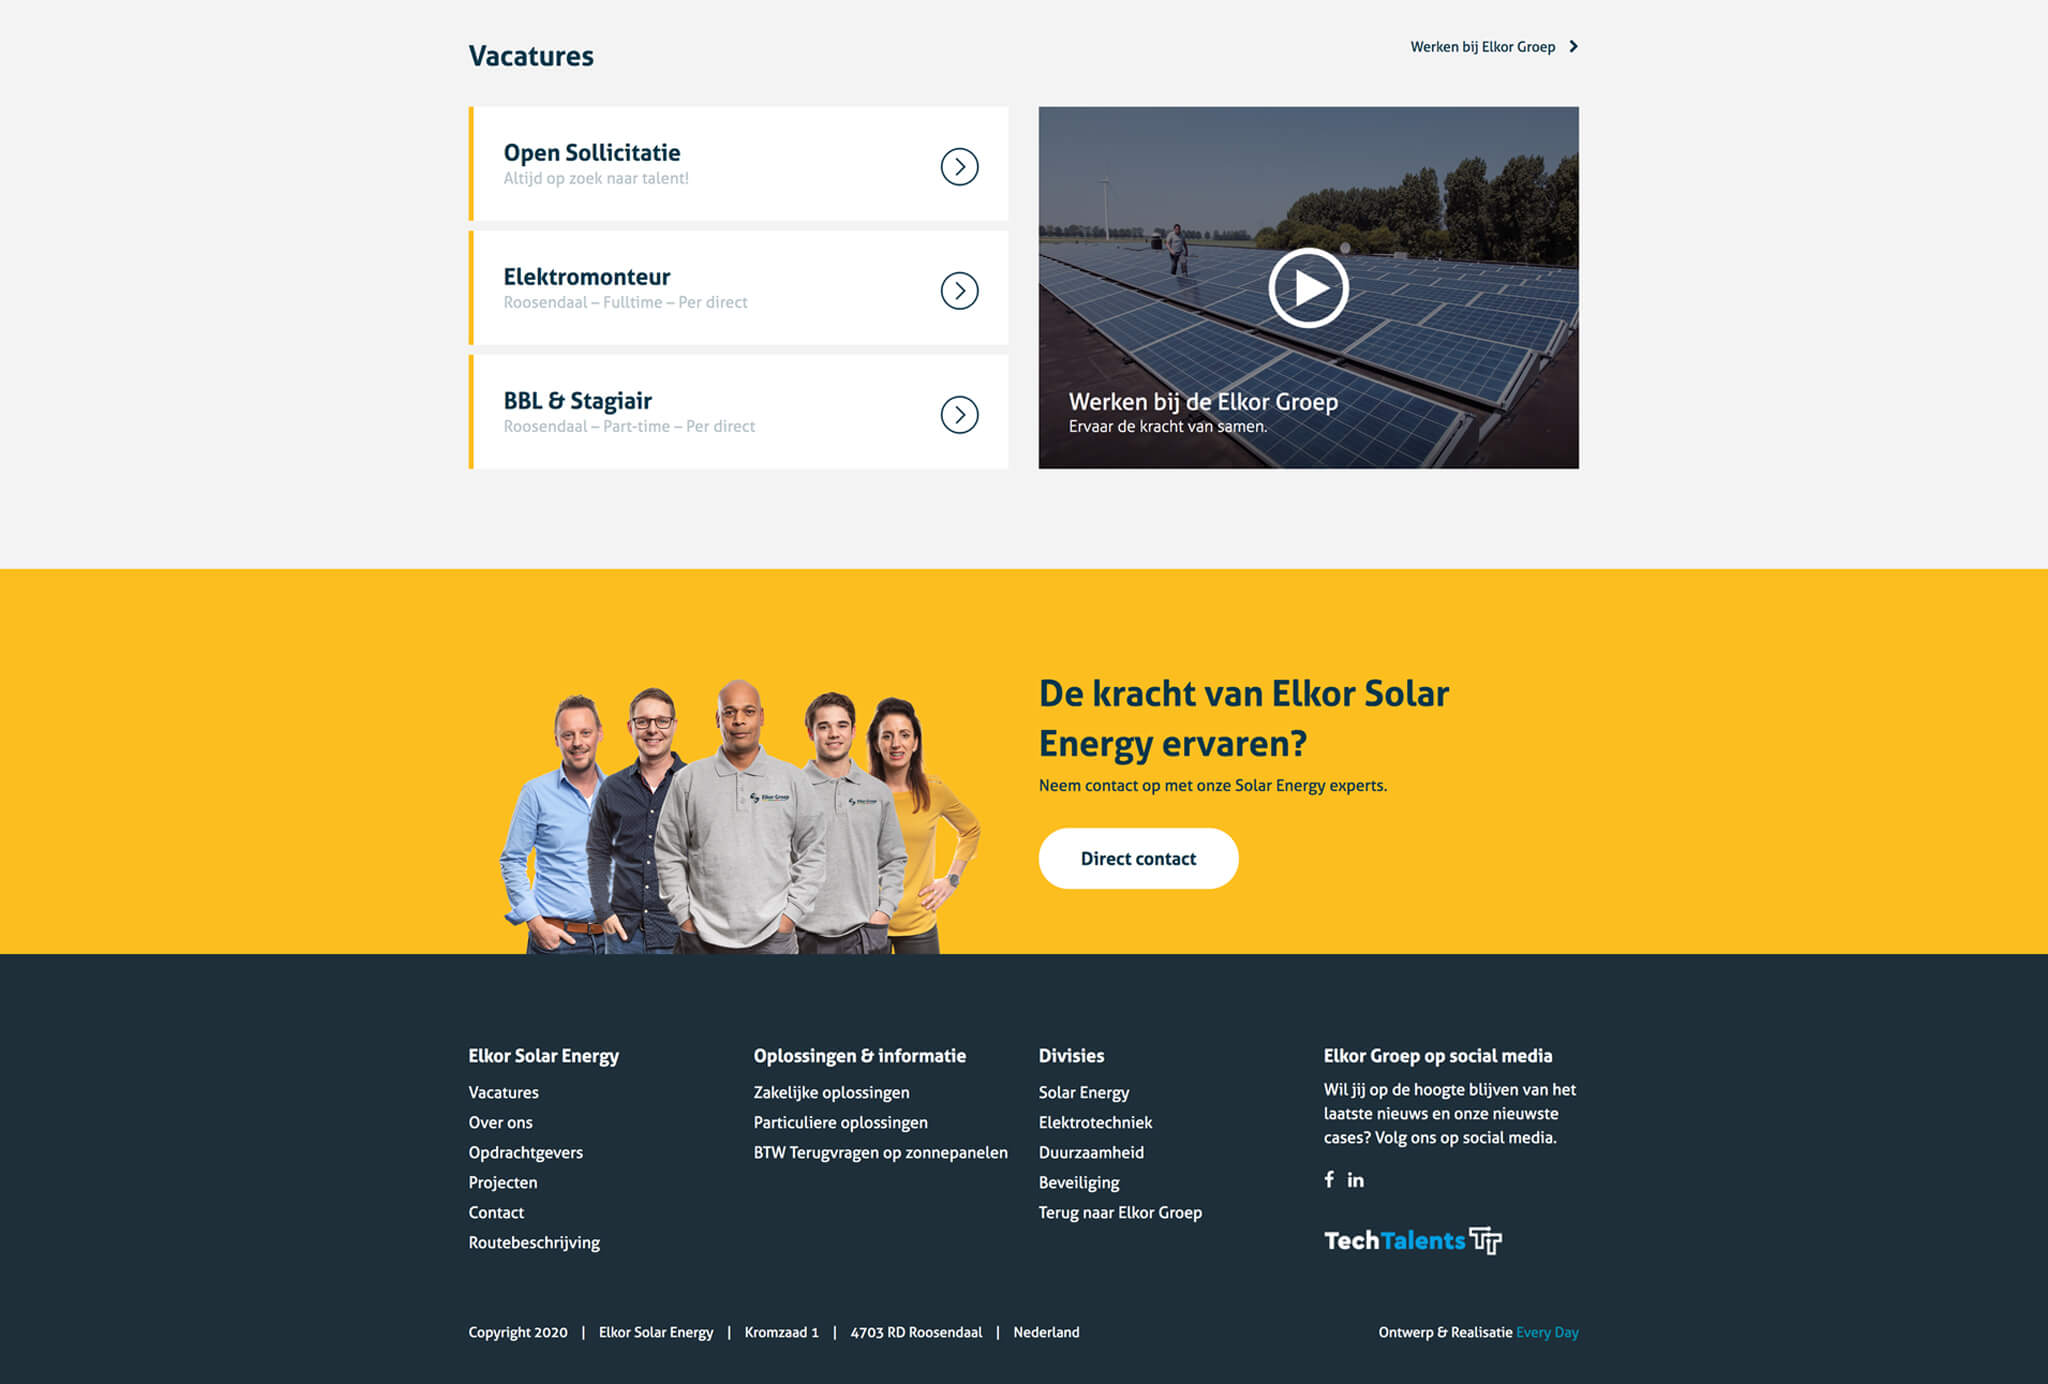 Vacatures
Werken bij Elkor Groep
Open Sollicitatie
Altijd op zoek naar talent!
Elektromonteur
Roosendaal – Fulltime – Per direct
BBL & Stagiair
Roosendaal – Part-time – Per direct
Werken bij de Elkor Groep
Ervaar de kracht van samen.
Elkor Groep
Elkor Groep
De kracht van Elkor Solar
Energy ervaren?
Neem contact op met onze Solar Energy experts.
Direct contact
Elkor Solar Energy
Vacatures
Over ons
Opdrachtgevers
Projecten
Contact
Routebeschrijving
Oplossingen & informatie
Zakelijke oplossingen
Particuliere oplossingen
BTW Terugvragen op zonnepanelen
Divisies
Solar Energy
Elektrotechniek
Duurzaamheid
Beveiliging
Terug naar Elkor Groep
Elkor Groep op social media
Wil jij op de hoogte blijven van het
laatste nieuws en onze nieuwste
cases? Volg ons op social media.
TechTalents
Copyright 2020 | Elkor Solar Energy | Kromzaad 1 | 4703 RD Roosendaal | Nederland
Ontwerp & Realisatie Every Day